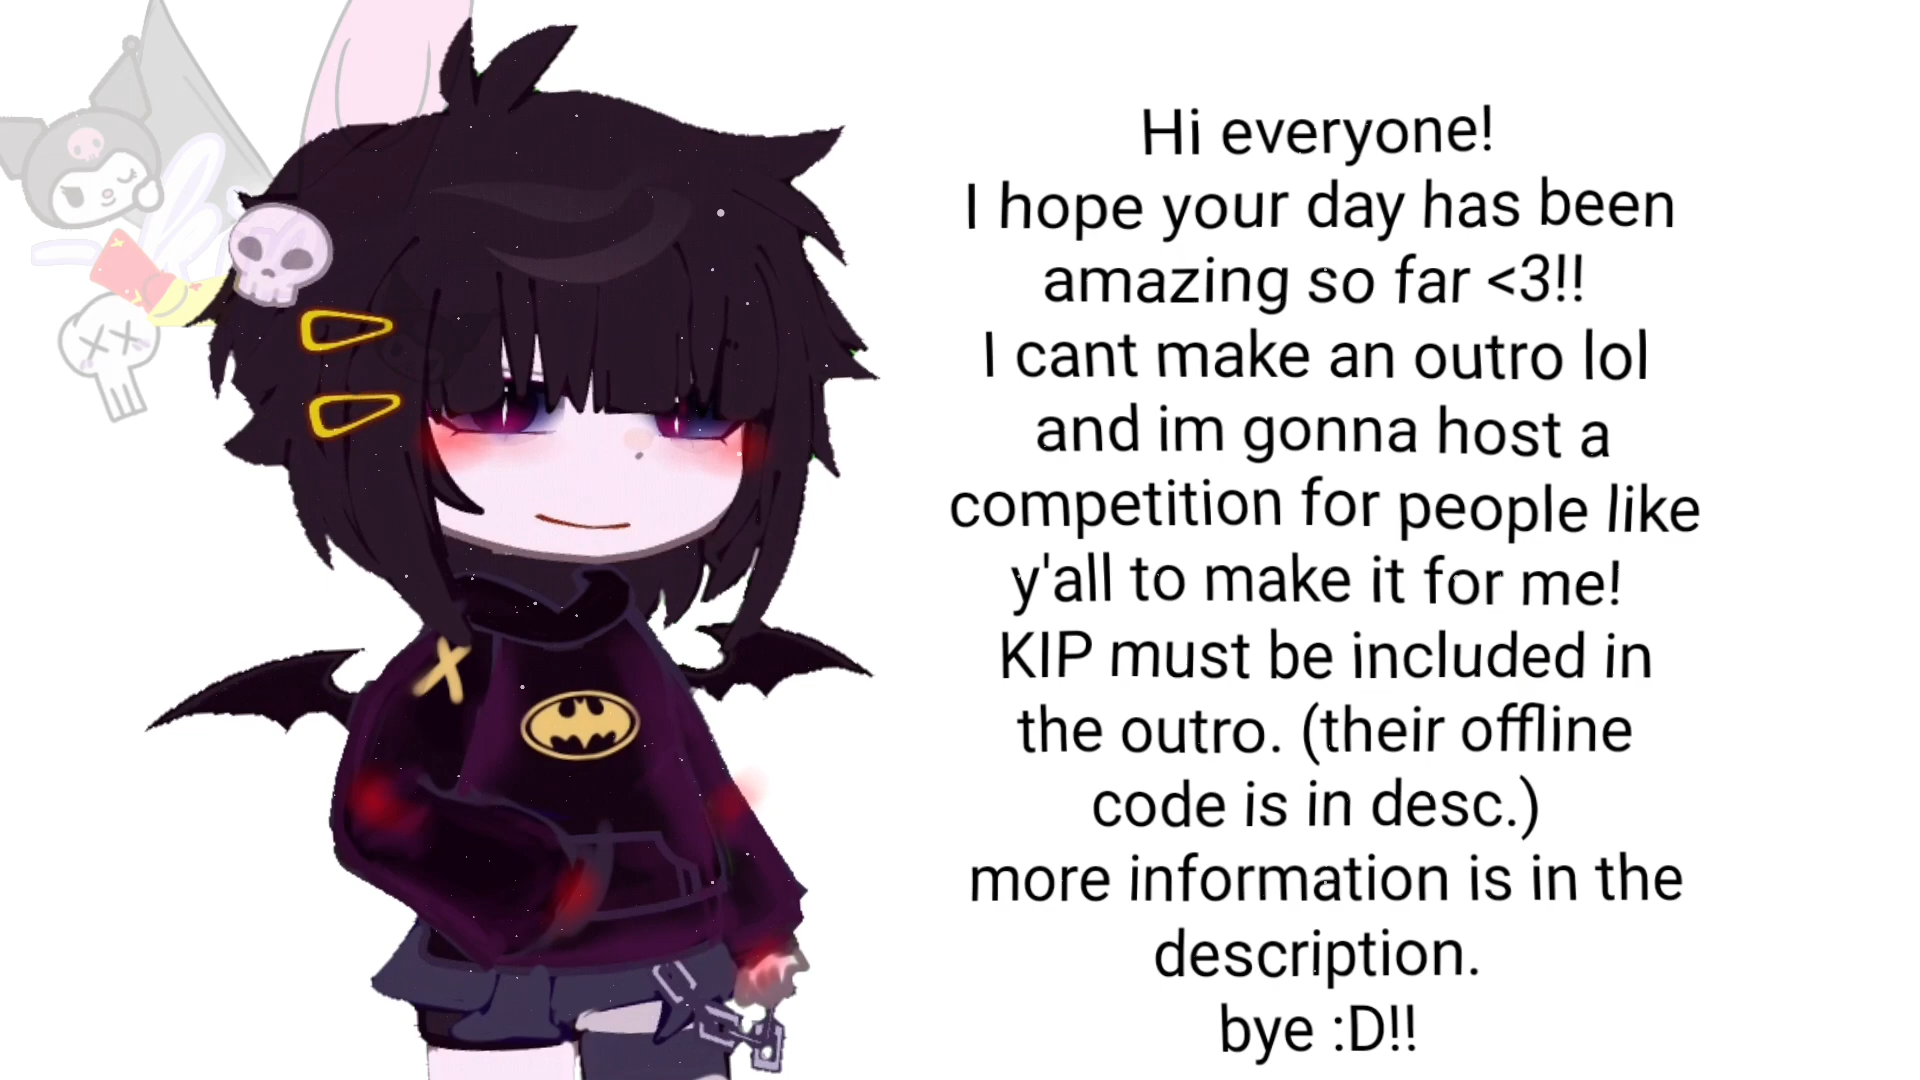 Hi everyone!
I hope your day has been
amazing so far <3!!
I cant make an outro lol
and im gonna host a
competition for people like
y'all to make it for me!
KIP must be included in
the outro. (their offline
code is in desc.)
more information is in the
description.
bye :D!!